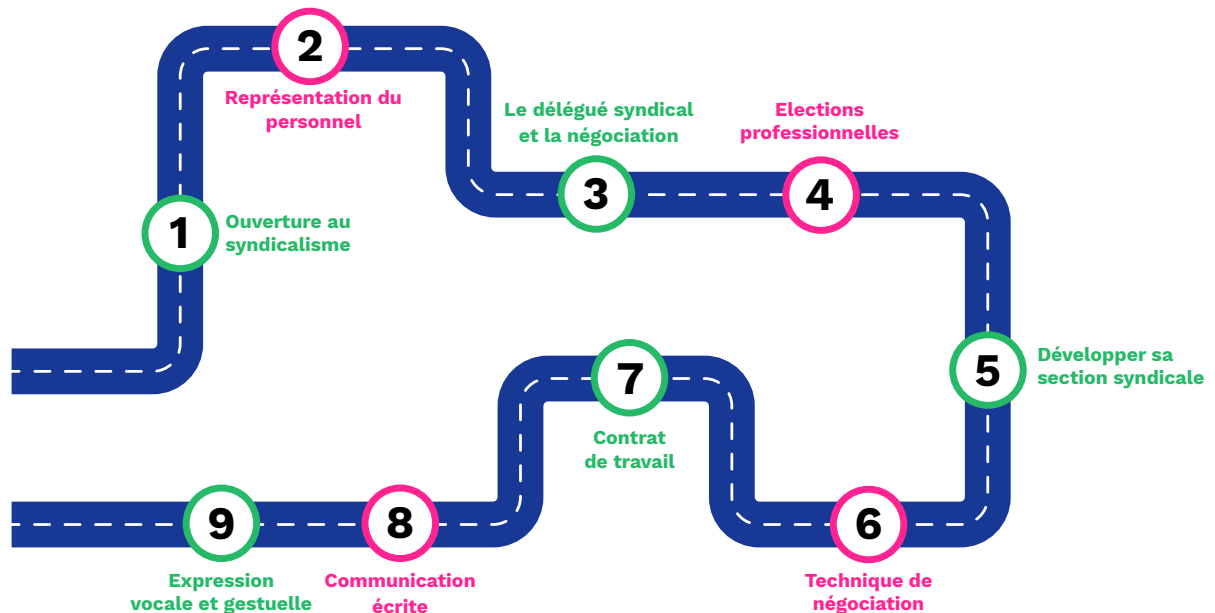 1
Ouverture au
syndicalisme
2
Représentation du
personnel
3
Le délégué syndical
et la négociation
4
Elections
professionnelles
5
Développer sa
section syndicale
6
Technique de
négociation
7
Contrat
de travail
8
Communication
écrite
9
Expression
vocale et gestuelle